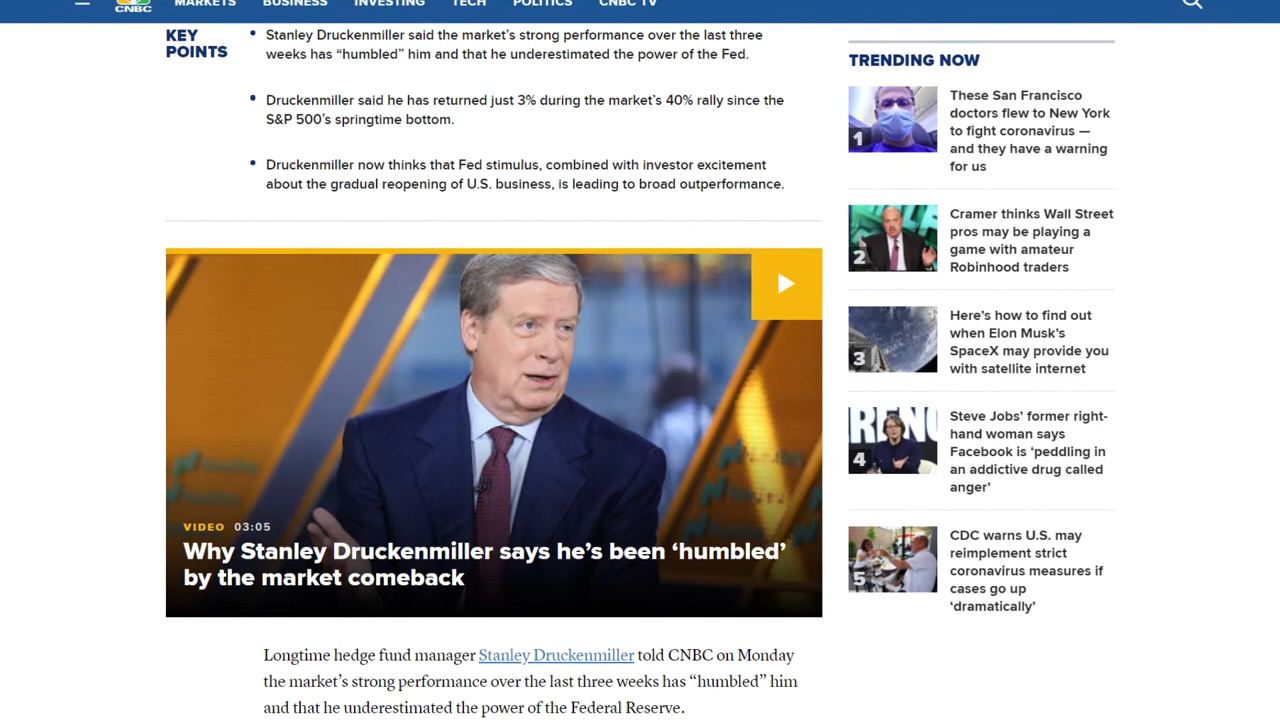 CNBC
MARKETS
BUSINESS
INVESTING
TECH
POLITICS
CNBC TV
KEY
POINTS
Stanley Druckenmiller said the market’s strong performance over the last three
weeks has “humbled” him and that he underestimated the power of the Fed.
Druckenmiller said he has returned just 3% during the market’s 40% rally since the
S&P 500’s springtime bottom.
Druckenmiller now thinks that Fed stimulus, combined with investor excitement
about the gradual reopening of U.S. business, is leading to broad outperformance.
VIDEO 03:05
Why Stanley Druckenmiller says he’s been ‘humbled’
by the market comeback
Longtime hedge fund manager Stanley Druckenmiller told CNBC on Monday
the market’s strong performance over the last three weeks has “humbled” him
and that he underestimated the power of the Federal Reserve.
TRENDING NOW
1
These San Francisco
doctors flew to New York
to fight coronavirus —
and they have a warning
for us
2
Cramer thinks Wall Street
pros may be playing a
game with amateur
Robinhood traders
3
Here’s how to find out
when Elon Musk’s
SpaceX may provide you
with satellite internet
4
Steve Jobs’ former right-
hand woman says
Facebook is ‘peddling in
an addictive drug called
anger’
5
CDC warns U.S. may
reimplement strict
coronavirus measures if
cases go up
‘dramatically’